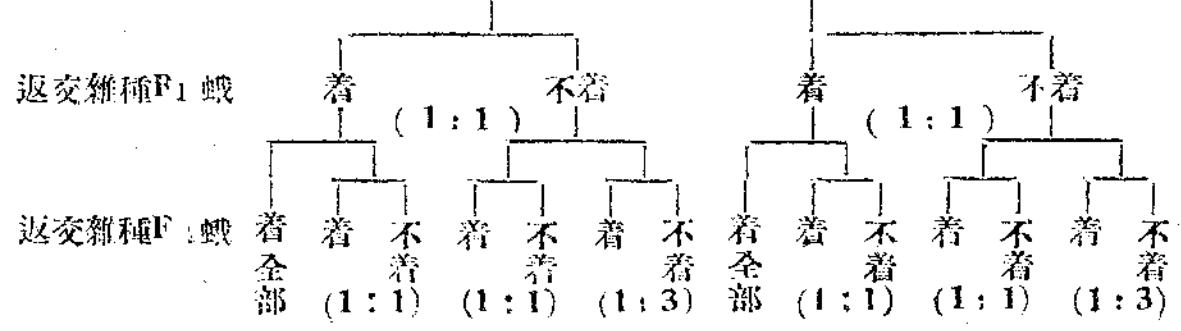 返交雜種F1 蛾 着 不着 着 不着
(1:1) (1:1)
返交雜種F 蛾 着全部 着 不着 着 不着 着 不着 着全部 着 不着 着 不着 着 不着
(1:1) (1:1) (1:3) (1:1) (1:1) (1:3)